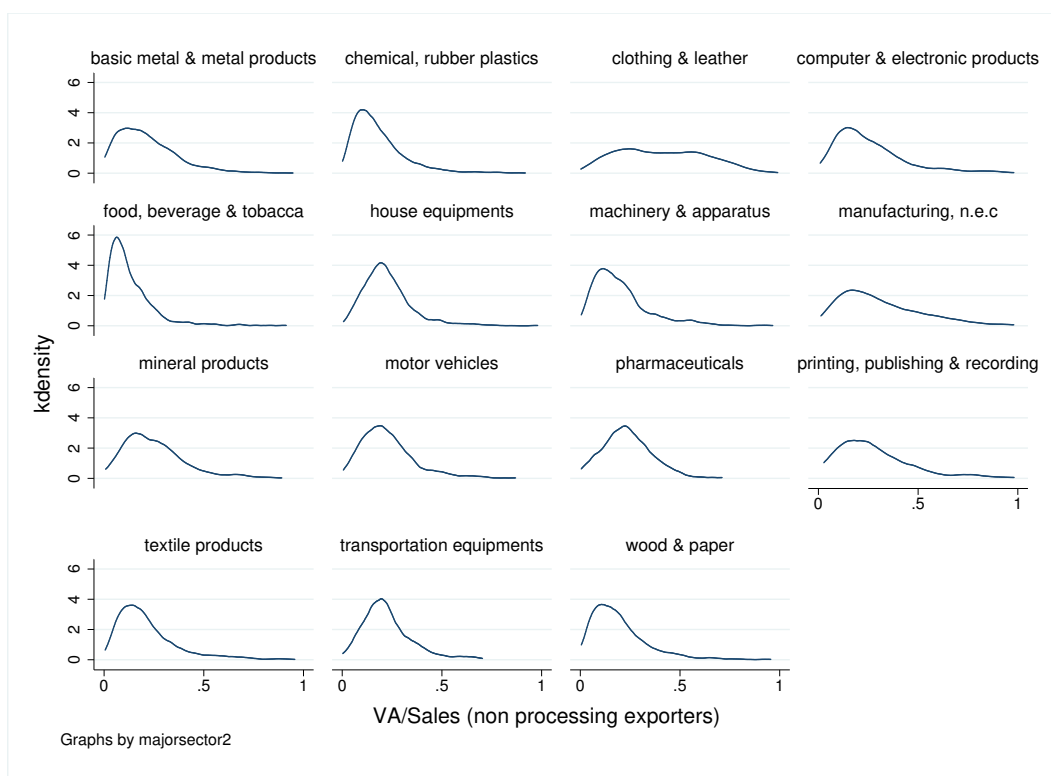 basic metal & metal products
chemical, rubber plastics
clothing & leather
computer & electronic products
6
4
2
0
food, beverage & tobacca
house equipments
machinery & apparatus
manufacturing, n.e.c
6
4
2
0
mineral products
motor vehicles
pharmaceuticals
printing, publishing & recording
6
4
2
0
0 .5 1
textile products
transportation equipments
wood & paper
6
4
2
0
0 .5 1
0 .5 1
0 .5 1
kdensity
VA/Sales (non processing exporters)
Graphs by majorsector2